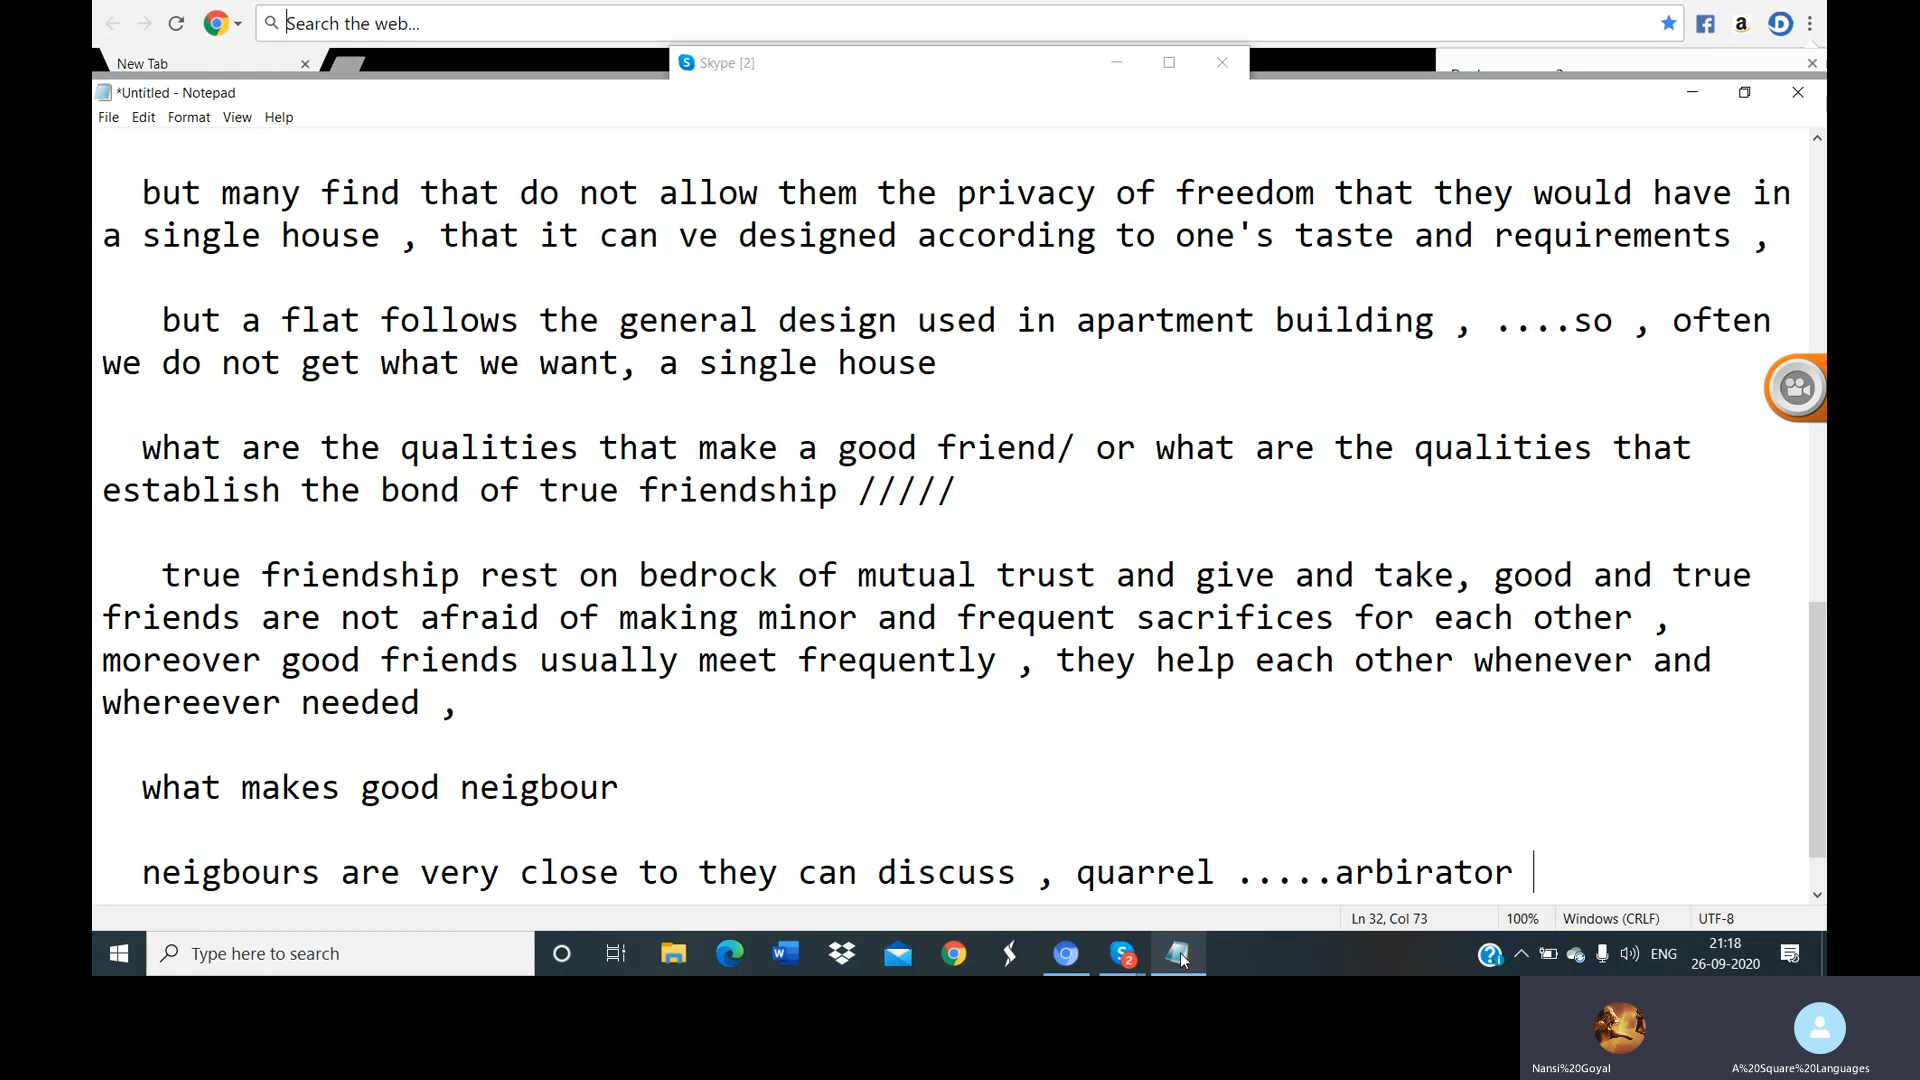 Search the web...
New Tab
Skype [2]
*Untitled - Notepad
File Edit Format View Help
but many find that do not allow them the privacy of freedom that they would have in
a single house , that it can ve designed according to one's taste and requirements ,
but a flat follows the general design used in apartment building , ....so , often
we do not get what we want, a single house
what are the qualities that make a good friend/ or what are the qualities that
establish the bond of true friendship /////
true friendship rest on bedrock of mutual trust and give and take, good and true
friends are not afraid of making minor and frequent sacrifices for each other ,
moreover good friends usually meet frequently , they help each other whenever and
whereever needed ,
what makes good neigbour
neigbours are very close to they can discuss , quarrel .....arbirator
Ln 32, Col 73 100% Windows (CRLF) UTF-8
Type here to search
2
ENG
21:18
26-09-2020
Nansi%20Goyal
A%20Square%20Languages